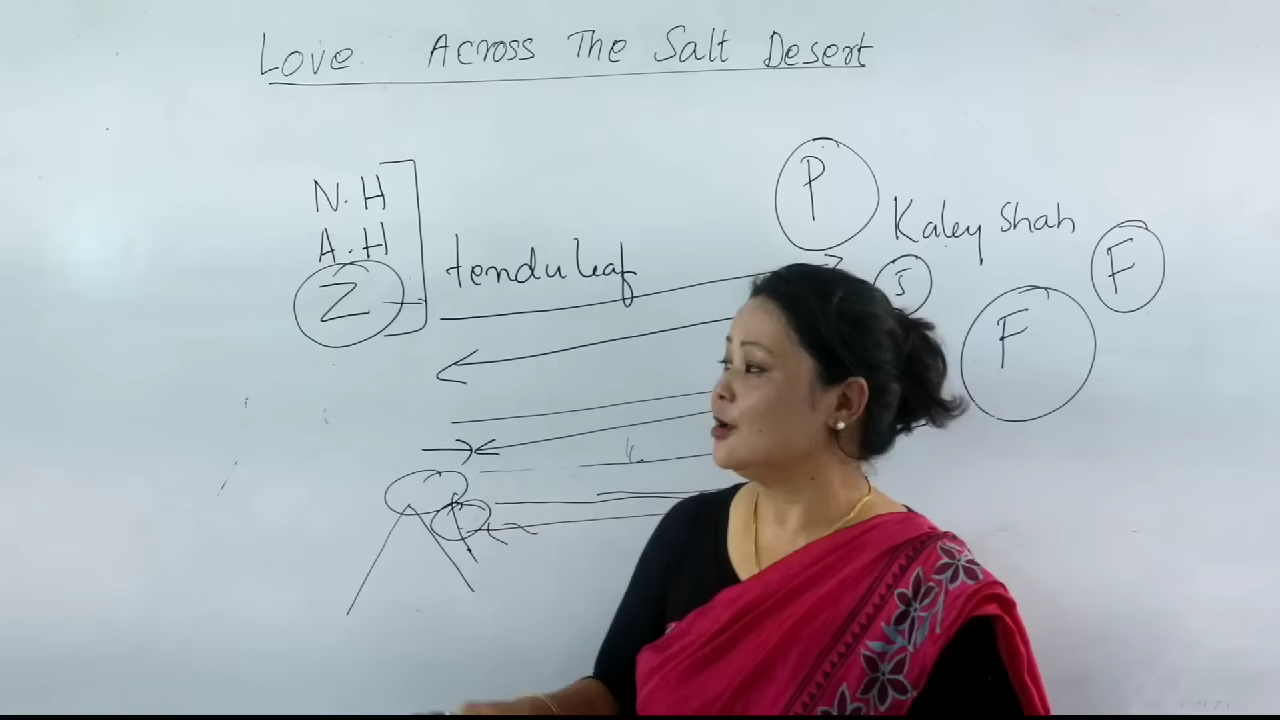 Love Across The Salt Desert
N.H
A.H
Z
tendu leaf
P
Kaley Shah
F
F